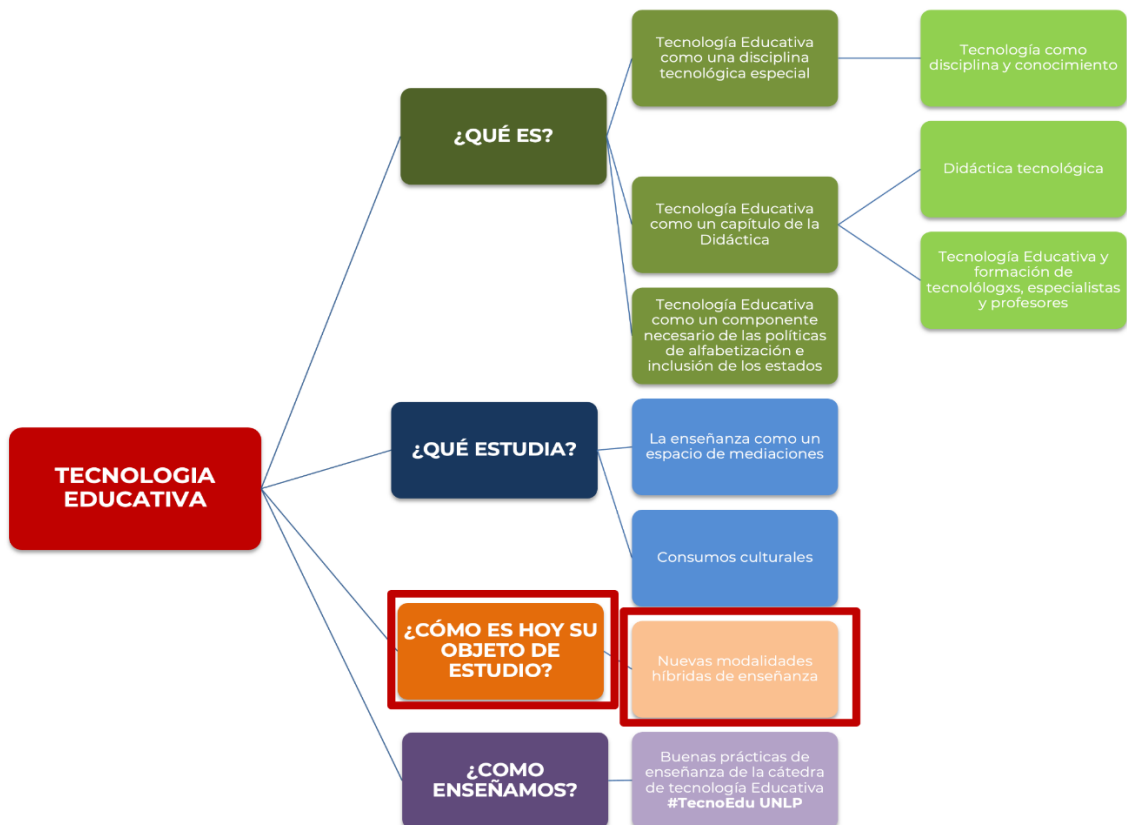 TECNOLOGIA
EDUCATIVA
¿QUÉ ES?
Tecnología Educativa
como una disciplina
tecnológica especial
Tecnología como
disciplina y conocimiento
Tecnología Educativa
como un capítulo de la
Didáctica
Didáctica tecnológica
Tecnología Educativa y
formación de
tecnolólogxs, especialistas
y profesores
Tecnología Educativa
como un componente
necesario de las políticas
de alfabetización e
inclusión de los estados
¿QUÉ ESTUDIA?
La enseñanza como un
espacio de mediaciones
Consumos culturales
¿CÓMO ES HOY SU
OBJETO DE
ESTUDIO?
Nuevas modalidades
híbridas de enseñanza
¿COMO
ENSEÑAMOS?
Buenas prácticas de
enseñanza de la cátedra
de tecnología Educativa
#TecnoEdu UNLP